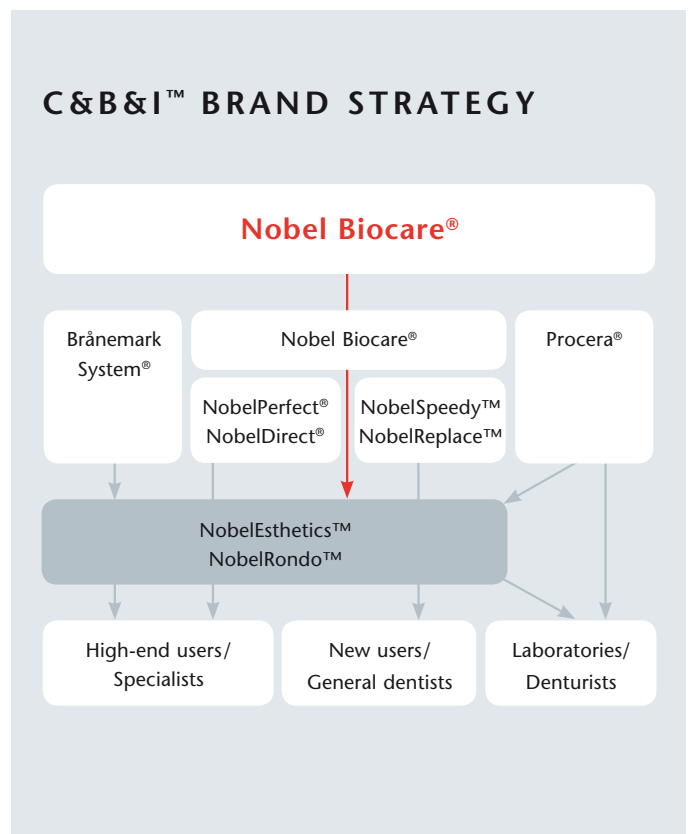 C&B&I™ BRAND STRATEGY
Nobel Biocare®
Brånemark
System®
Nobel Biocare®
Procera®
NobelPerfect®
NobelDirect®
NobelSpeedy™
NobelReplace™
NobelEsthetics™
NobelRondo™
High-end users/
Specialists
New users/
General dentists
Laboratories/
Denturists